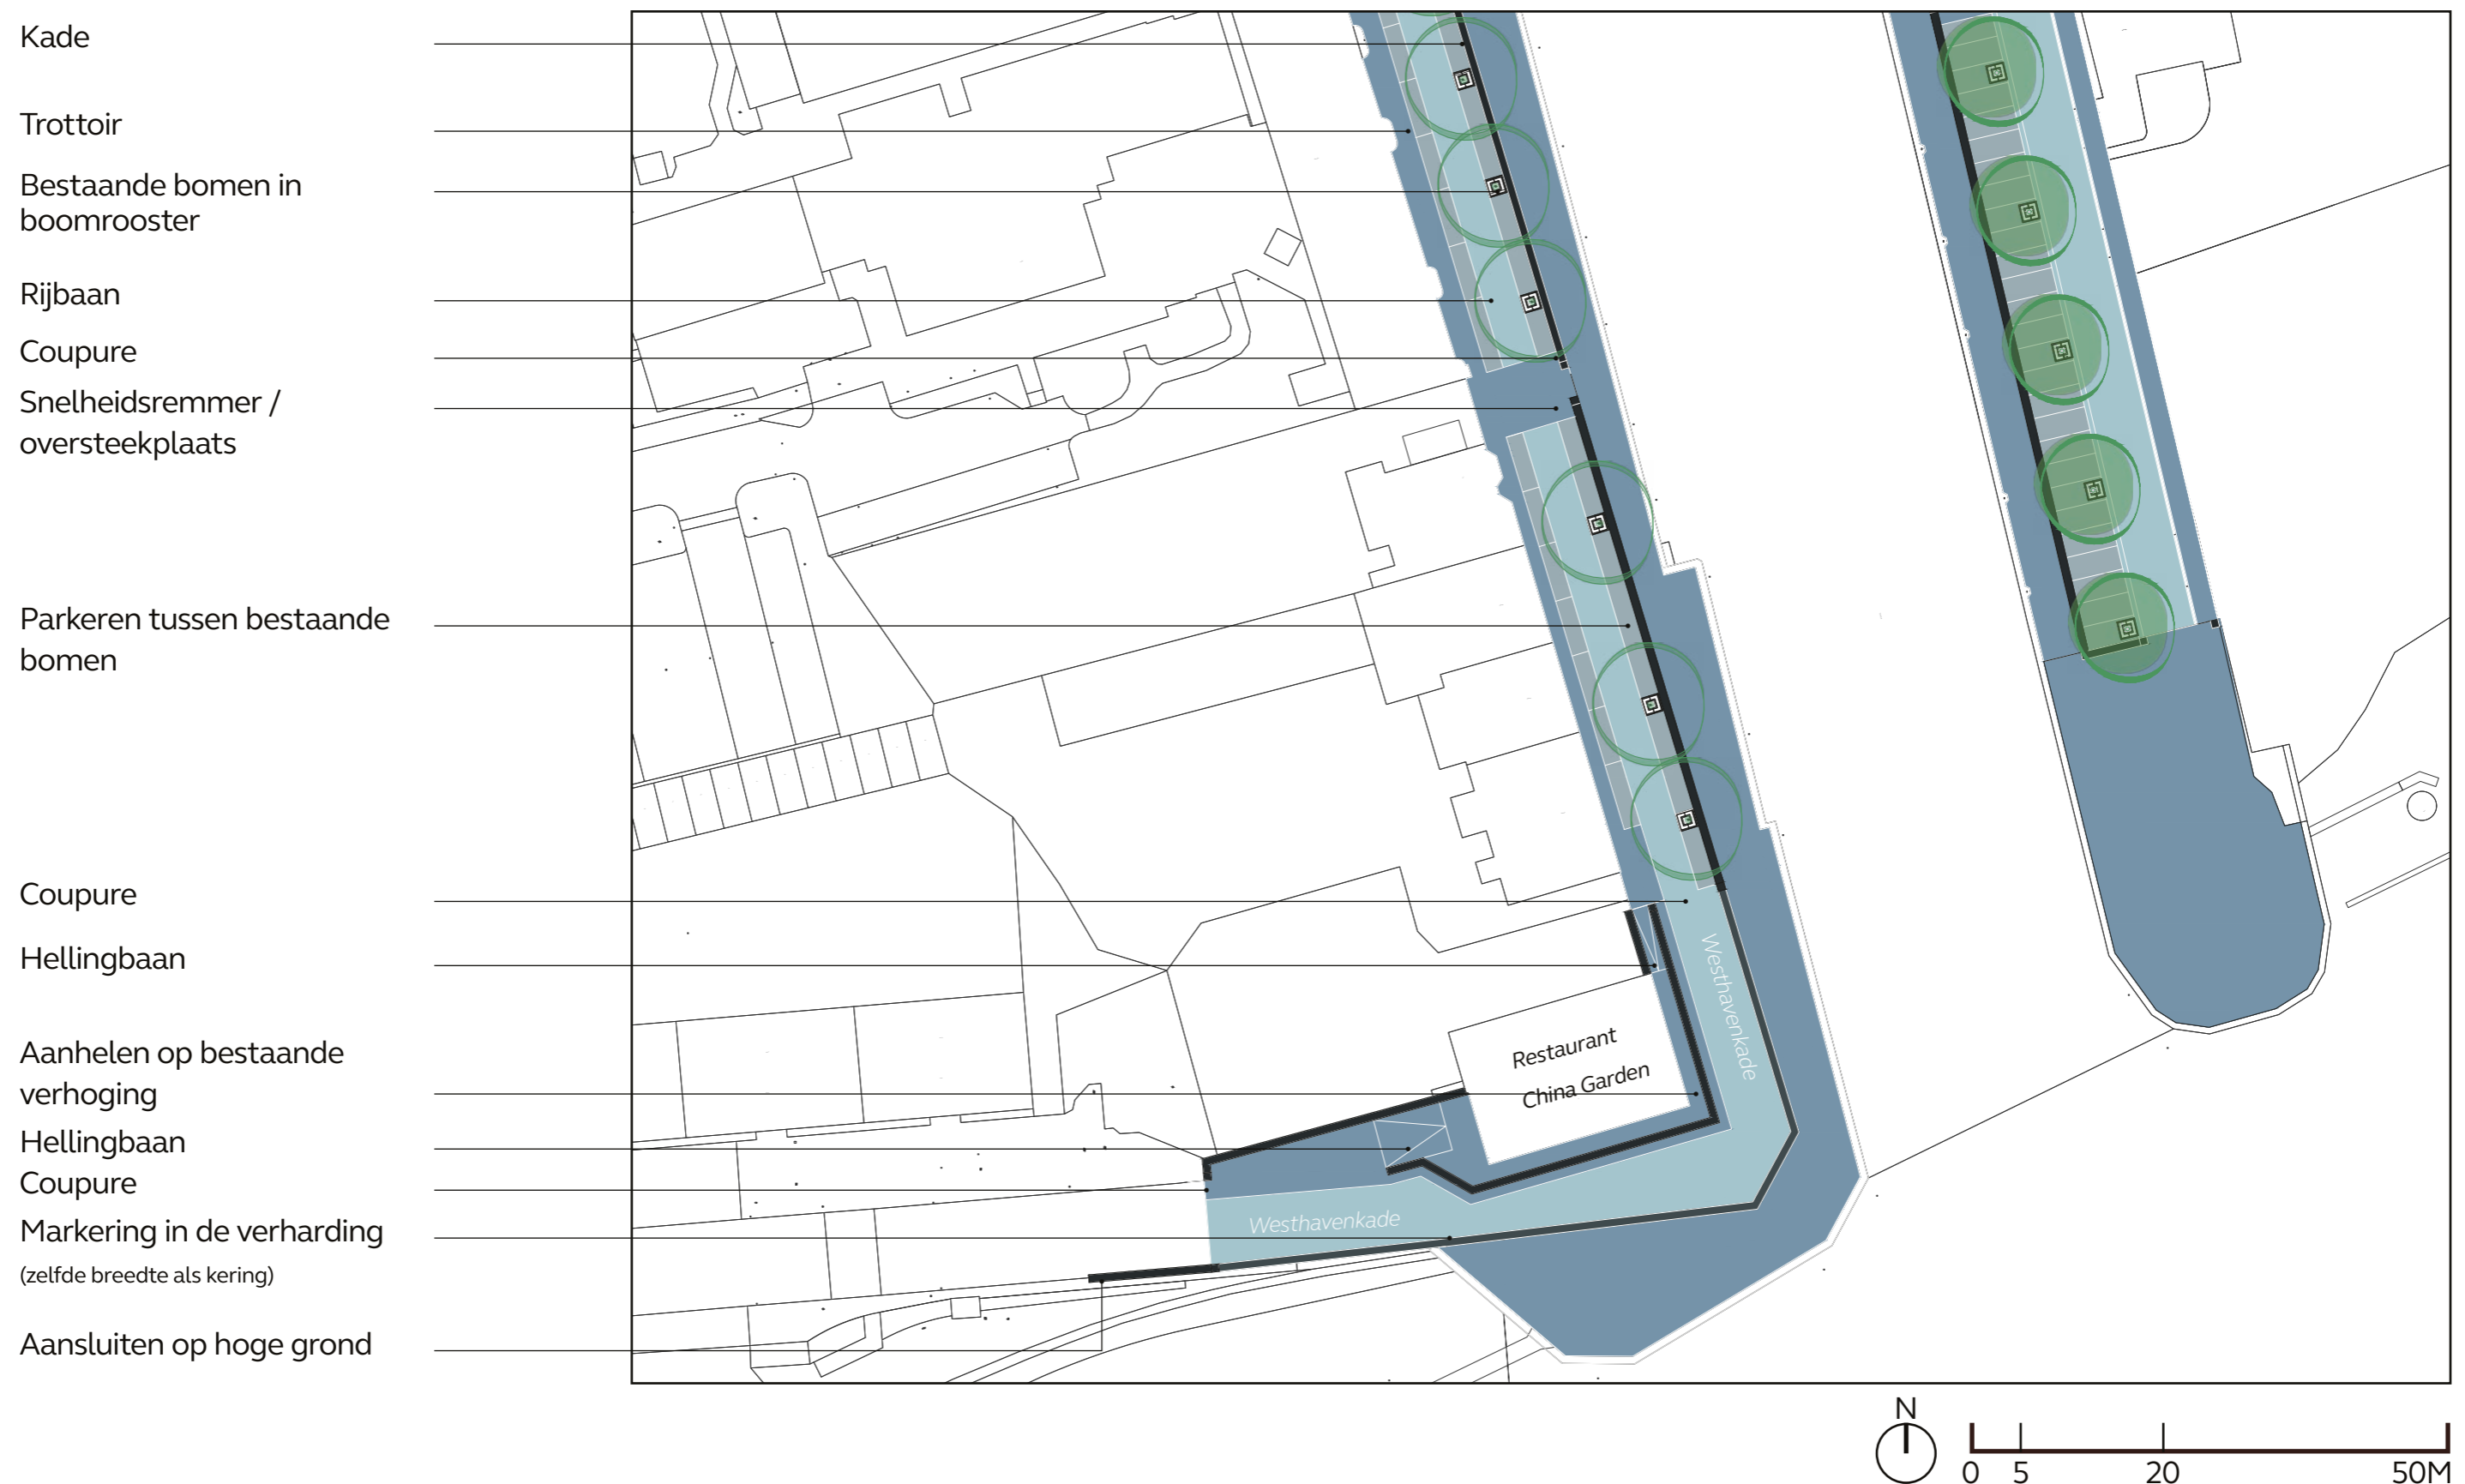 Kade
Trottoir
Bestaande bomen in
boomrooster
Rijbaan
Coupure
Snelheidsremmer /
oversteekplaats
Parkeren tussen bestaande
bomen
Coupure
Hellingbaan
Aanhelen op bestaande
verhoging
Hellingbaan
Coupure
Markering in de verharding
(zelfde breedte als kering)
Aansluiten op hoge grond
Westhavenkade
Restaurant
China Garden
Westhavenkade
N
0 5 20 50M